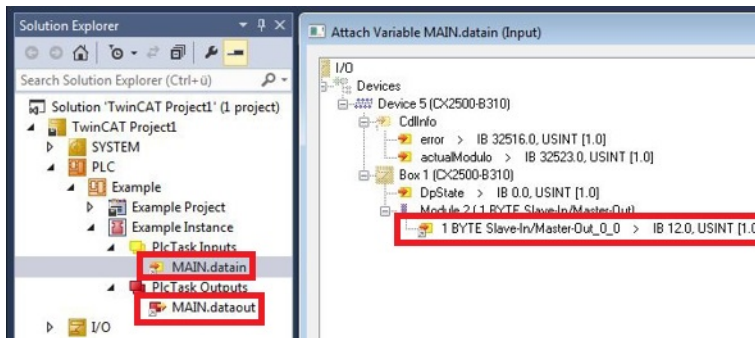 Solution Explorer
Search Solution Explorer (Ctrl+ü)
Solution 'TwinCAT Project1' (1 project)
TwinCAT Project1
SYSTEM
PLC
Example
Example Project
Example Instance
PlcTask Inputs
MAIN.datain
PlcTask Outputs
MAIN.dataout
I/O
Attach Variable MAIN.datain (Input)
I/O
Devices
Device 5 (CX2500-B310)
CdlInfo
error > IB 32516.0, USINT [1.0]
actualModulo > IB 32523.0, USINT [1.0]
Box 1 (CX2500-B310)
DpState > IB 0.0, USINT [1.0]
Module 2 ( 1 BYTE Slave-In/Master-Out)
1 BYTE Slave-In/Master-Out_0_0 > IB 12.0, USINT [1.0